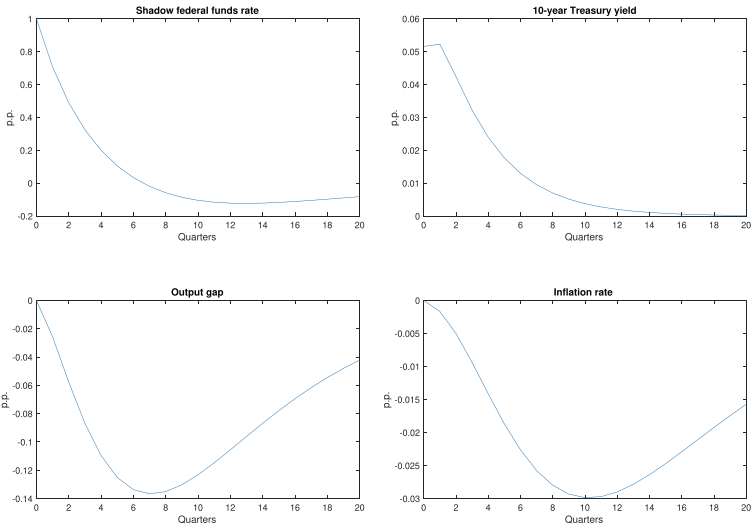 Shadow federal funds rate
1
0.8
0.6
0.4
0.2
0
-0.2
p.p.
0 2 4 6 8 10 12 14 16 18 20
Quarters
10-year Treasury yield
0.06
0.05
0.04
0.03
0.02
0.01
0
p.p.
0 2 4 6 8 10 12 14 16 18 20
Quarters
Output gap
0
-0.02
-0.04
-0.06
-0.08
-0.1
-0.12
-0.14
p.p.
0 2 4 6 8 10 12 14 16 18 20
Quarters
Inflation rate
0
-0.005
-0.01
-0.015
-0.02
-0.025
-0.03
p.p.
0 2 4 6 8 10 12 14 16 18 20
Quarters